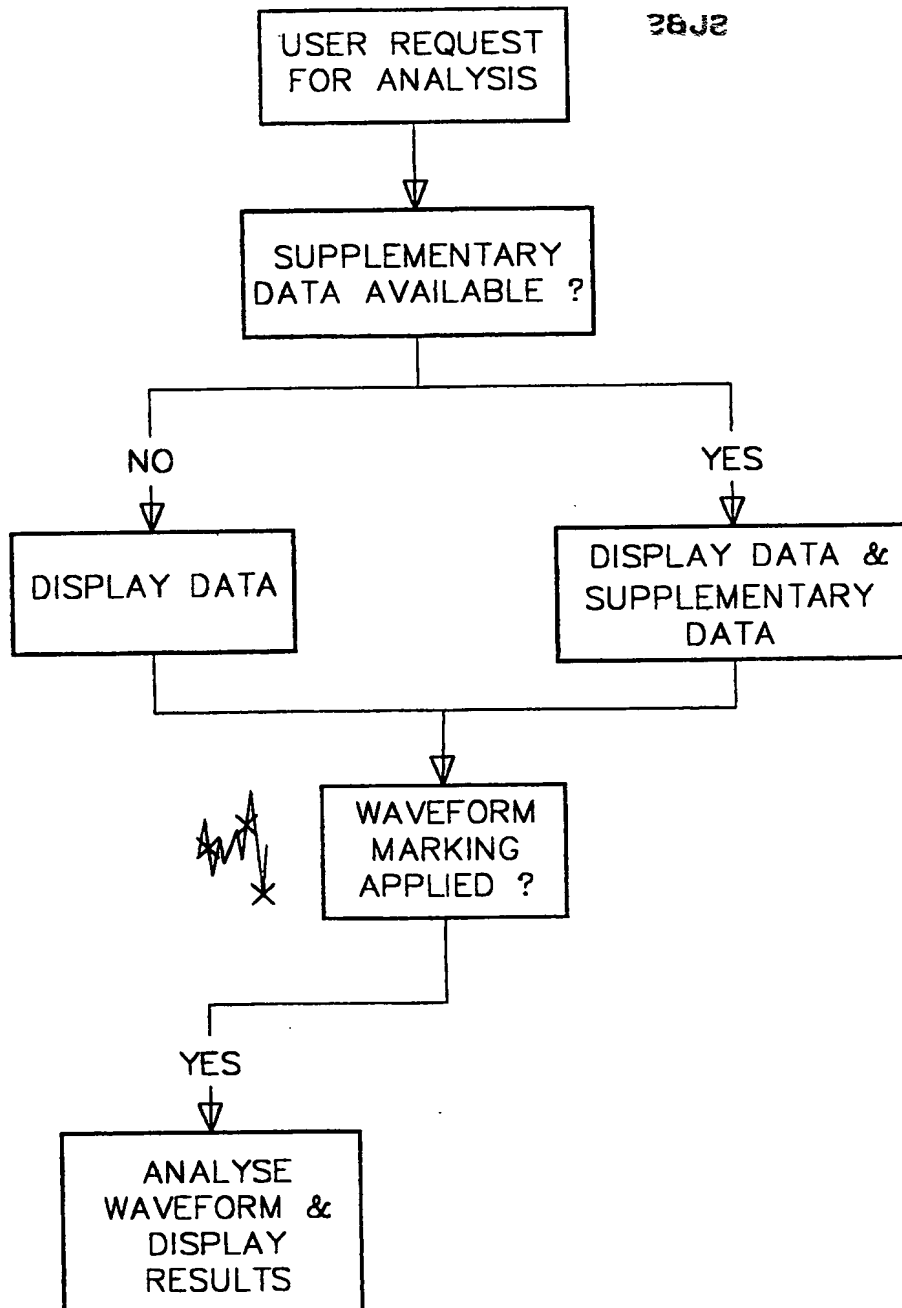 USER REQUEST
FOR ANALYSIS
SUPPLEMENTARY
DATA AVAILABLE ?
NO
YES
DISPLAY DATA
DISPLAY DATA &
SUPPLEMENTARY
DATA
WAVEFORM
MARKING
APPLIED ?
YES
ANALYSE
WAVEFORM &
DISPLAY
RESULTS